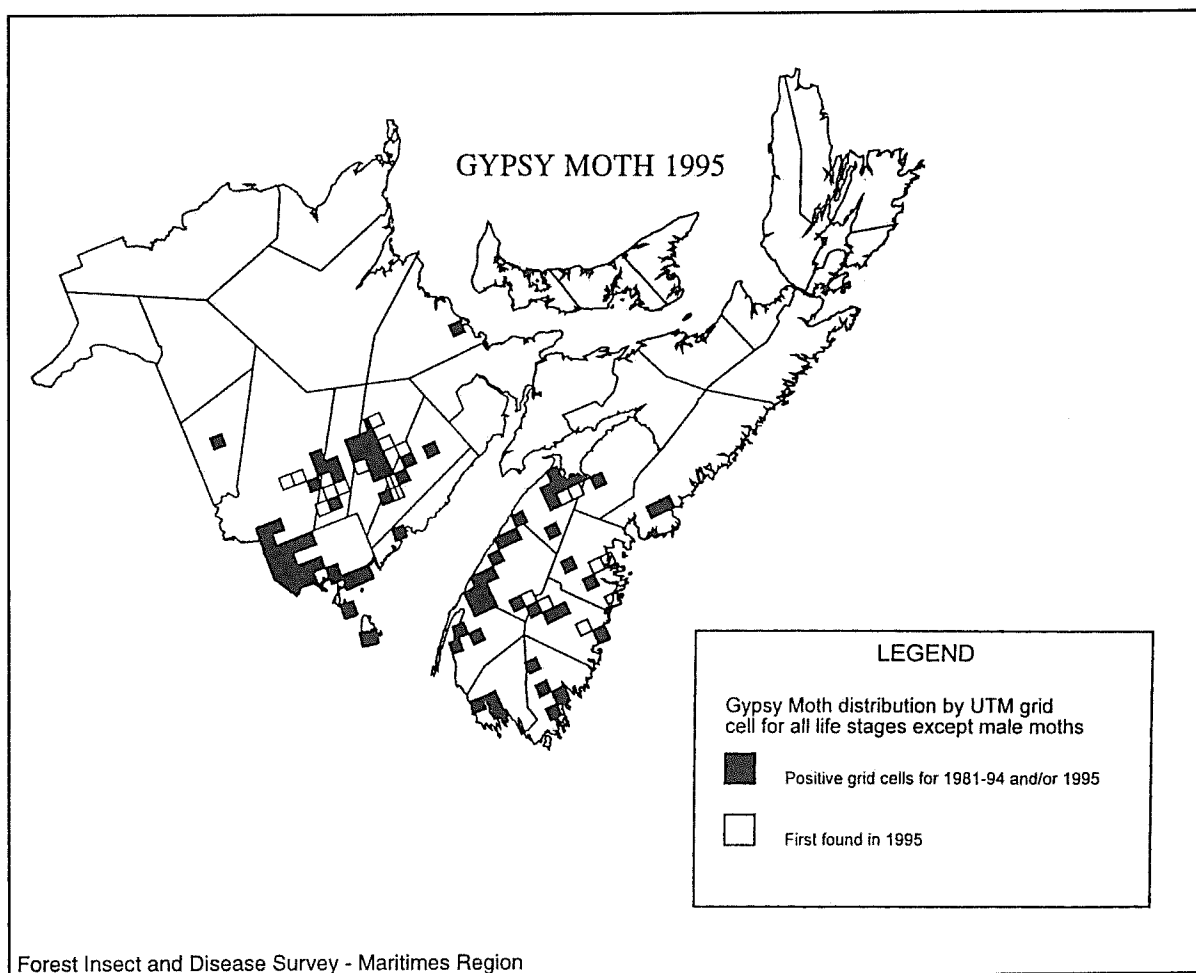 GYPSY MOTH 1995
LEGEND
Gypsy Moth distribution by UTM grid
cell for all life stages except male moths
Positive grid cells for 1981-94 and/or 1995
First found in 1995
Forest Insect and Disease Survey - Maritimes Region